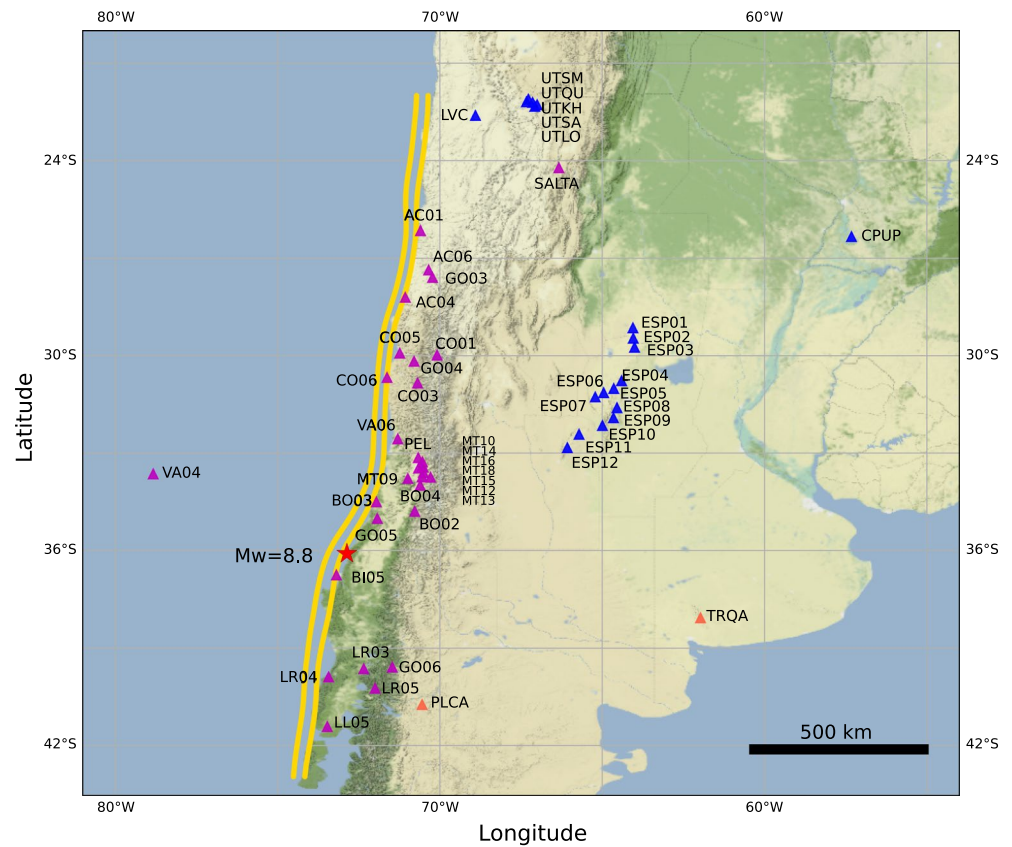 80°W 70°W 60°W
UTSM
UTQU
LVC UTKH
UTSA
UTLO
24°S 24°S
SALTA
AC01
CPUP
AC06
GO03
AC04
ESP01
CO05 ESP02
CO01 ESP03
30°S 30°S
GO04
CO06 ESP06 ESP04
CO03 ESP05
ESP07 ESP08
VA06 ESP09
PEL MT10 ESP10
MT14 ESP11
MT16
VA04 MT18 ESP12
MT09 MT15
MT12
BO03 BO04 MT13
BO02
GO05
36°S Mw=8.8 36°S
BI05
TRQA
LR03
LR04 GO06
LR05
PLCA
LL05
500 km
42°S 42°S
80°W 70°W 60°W
Longitude
Latitude